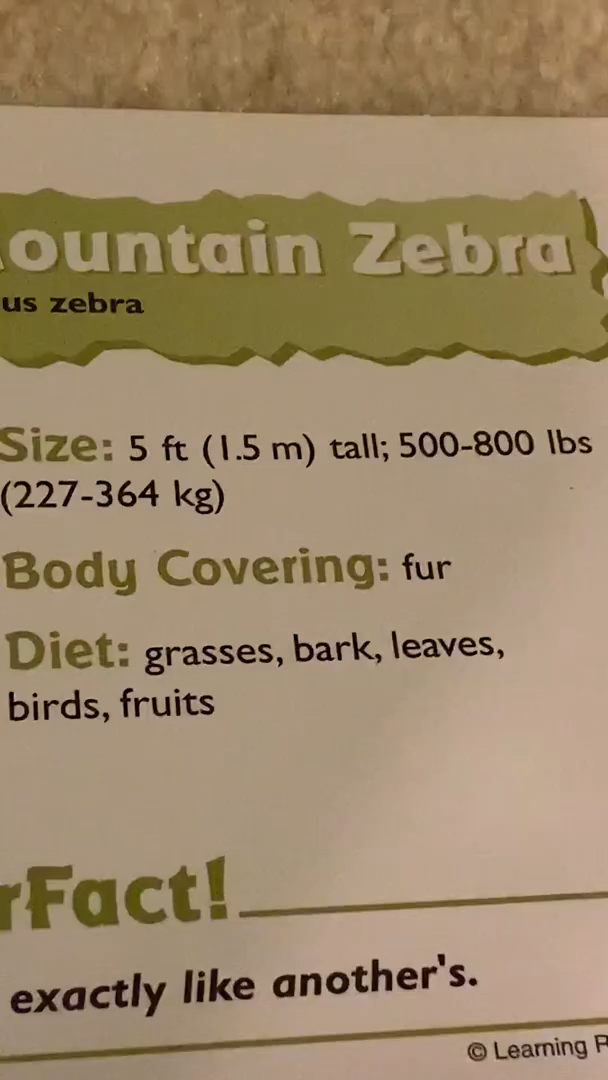 ountain Zebra
us zebra
Size: 5 ft (1.5 m) tall; 500-800 lbs
(227-364 kg)
Body Covering: fur
Diet: grasses, bark, leaves,
birds, fruits
rFact!
exactly like another's.
© Learning R